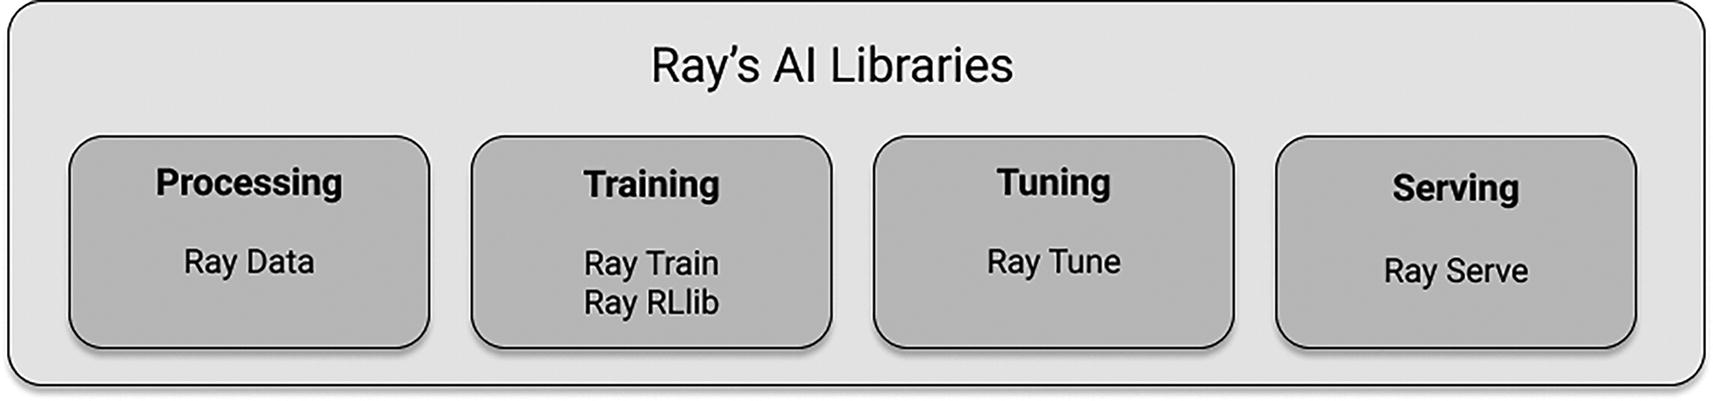 Ray’s AI Libraries
Processing
Ray Data
Training
Ray Train
Ray RLlib
Tuning
Ray Tune
Serving
Ray Serve